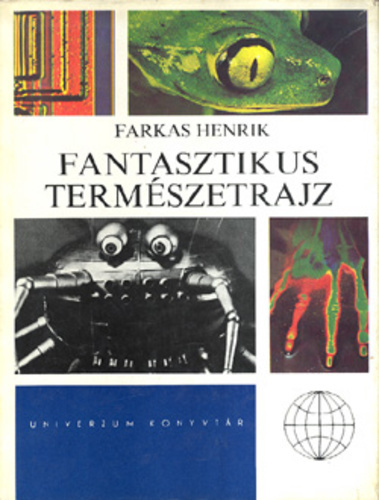 FARKAS HENRIK
FANTASZTIKUS
TERMÉSZETRAJZ
UNIVERZUM KÖNYVTÁR